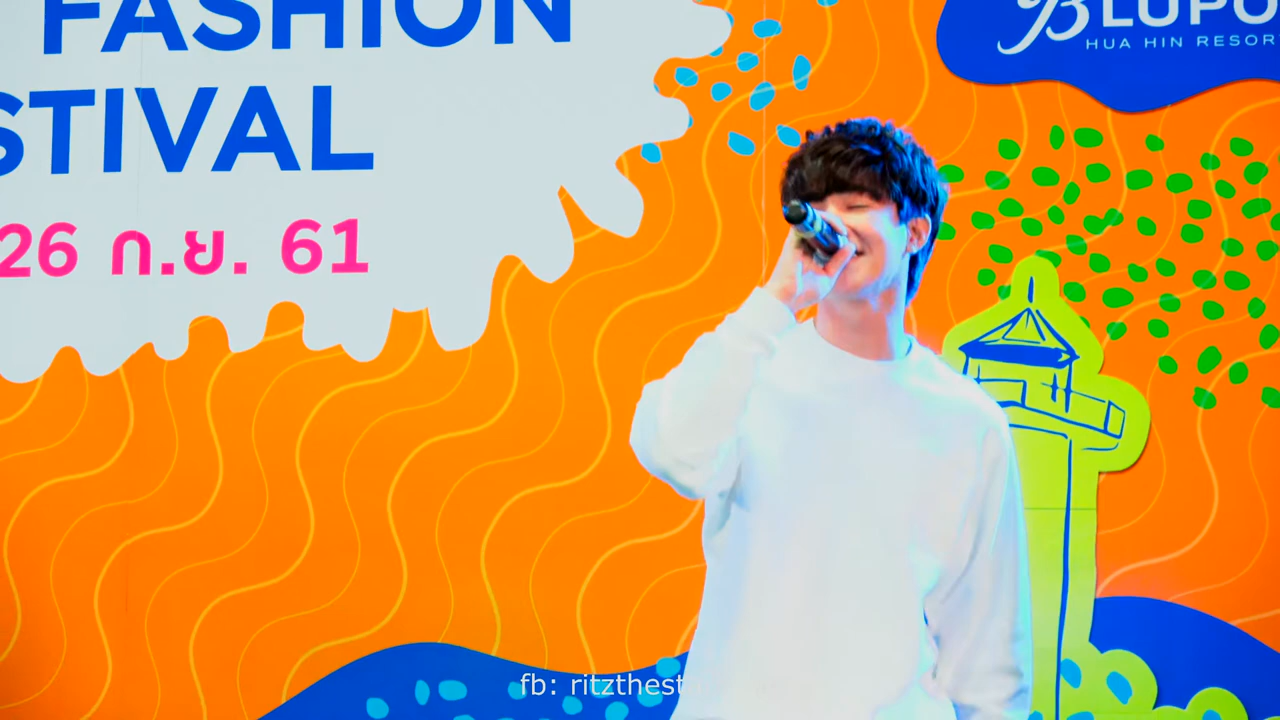 FASHION
STIVAL
26 ก.ย. 61
BLUPO
HUA HIN RESOR
fb: ritzthest